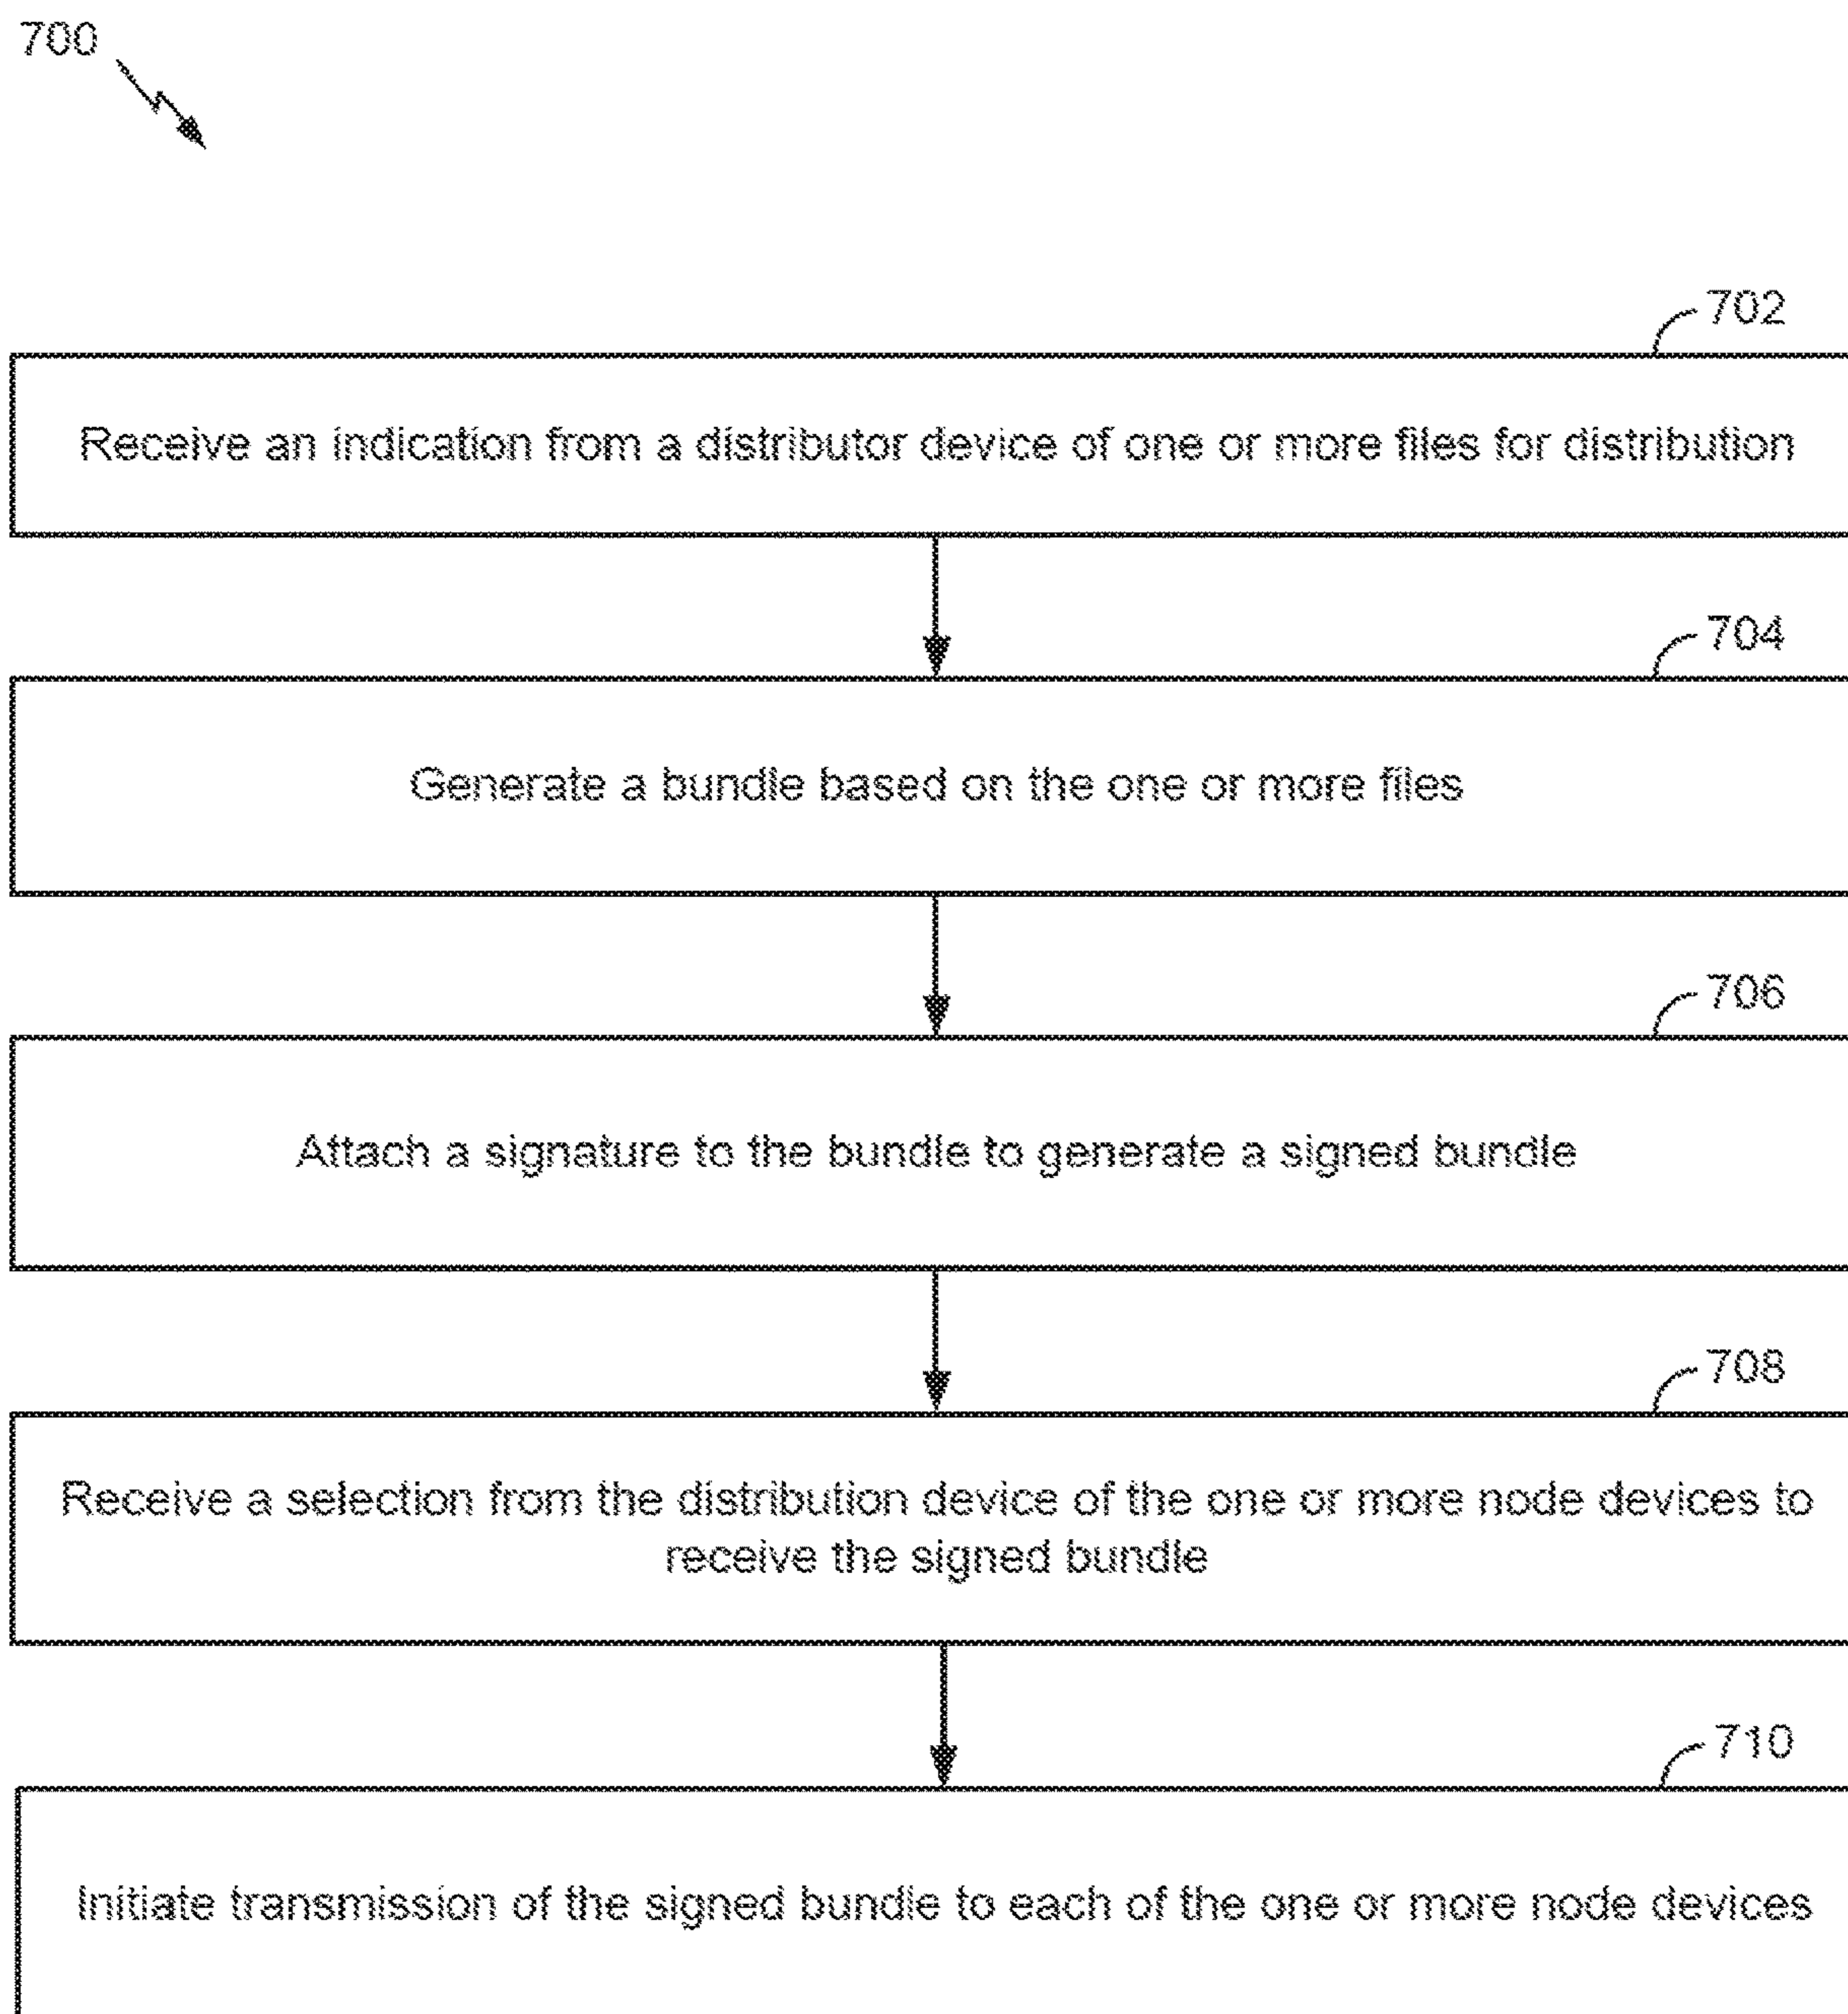 700
702
Receive an indication from a distributor device of one or more files for distribution
704
Generate a bundle based on the one or more files
706
Attach a signature to the bundle to generate a signed bundle
708
Receive a selection from the distribution device of the one or more node devices to
receive the signed bundle
710
Initiate transmission of the signed bundle to each of the one or more node devices